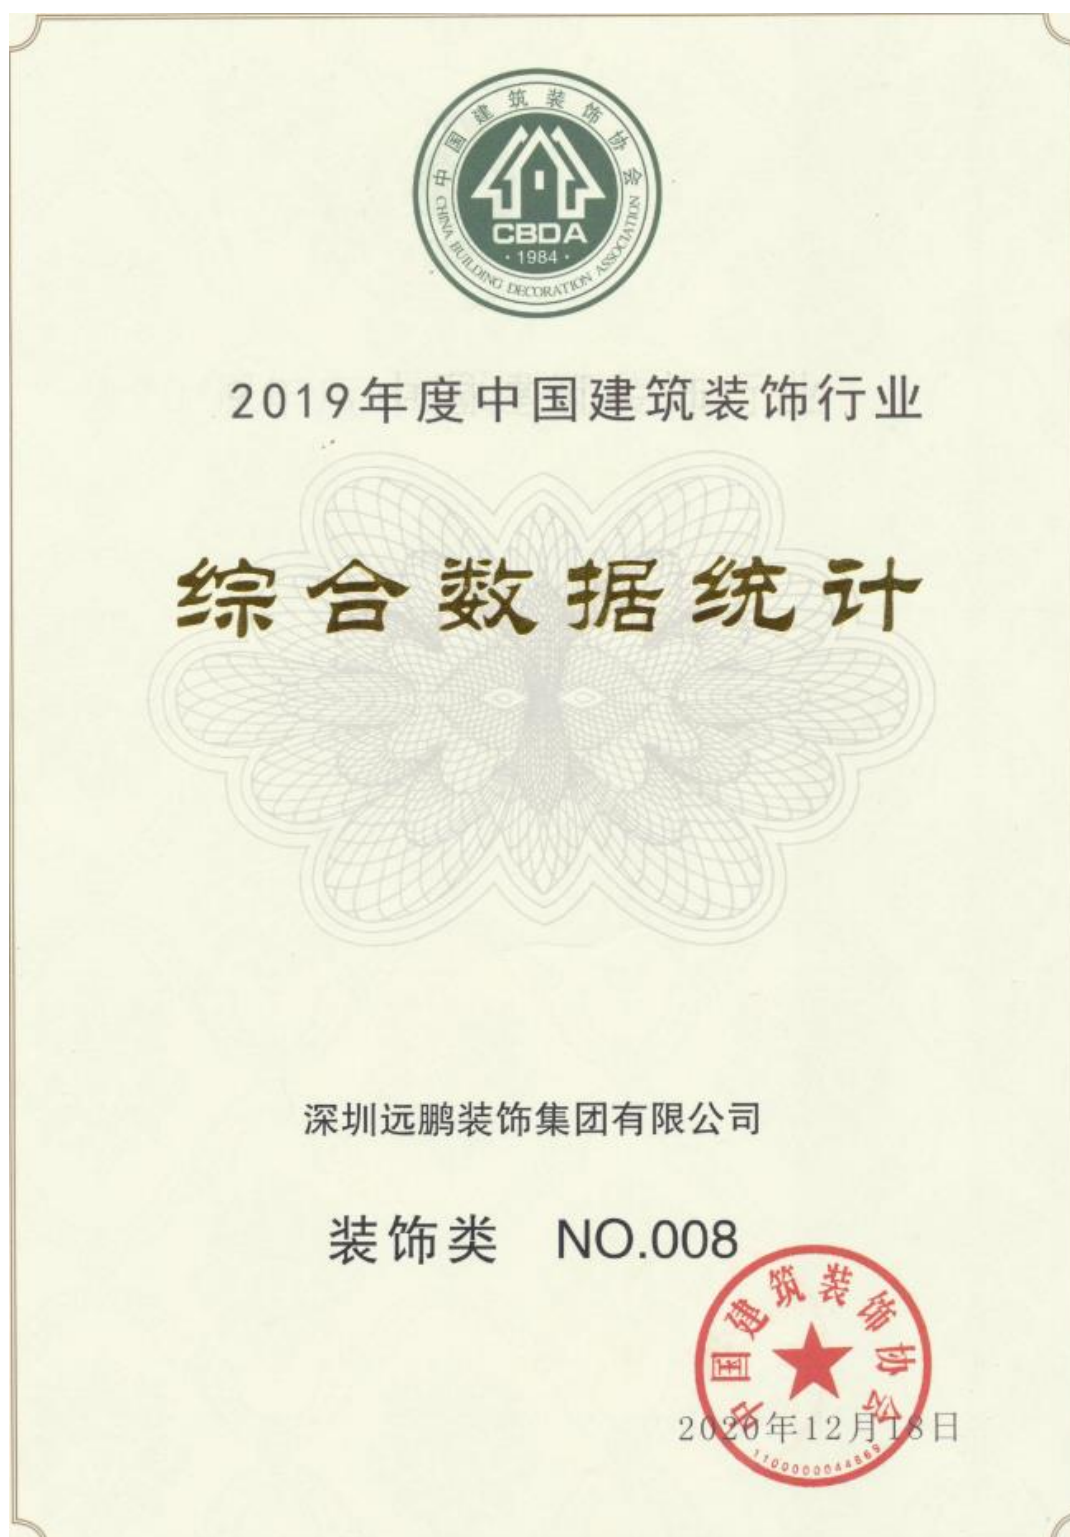 中国建筑装饰协会
CBDA
·1984·
CHINA BUILDING DECORATION ASSOCIATION
2019年度中国建筑装饰行业
综合数据统计
深圳远鹏装饰集团有限公司
装饰类 NO.008
中国建筑装饰协会
2020年12月18日
1100000044869